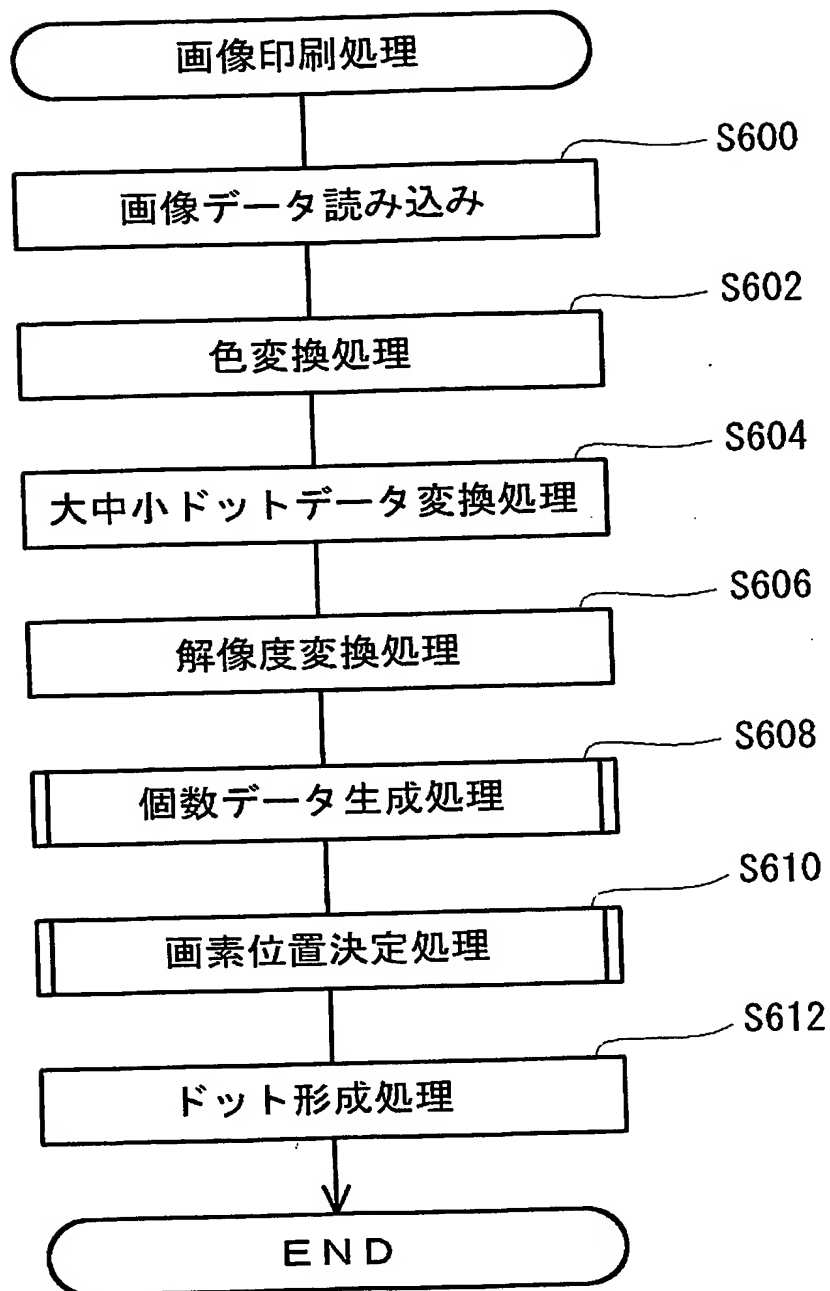 画像印刷処理
S600
画像データ読み込み
S602
色変換処理
S604
大中小ドットデータ変換処理
S606
解像度変換処理
S608
個数データ生成処理
S610
画素位置決定処理
S612
ドット形成処理
END